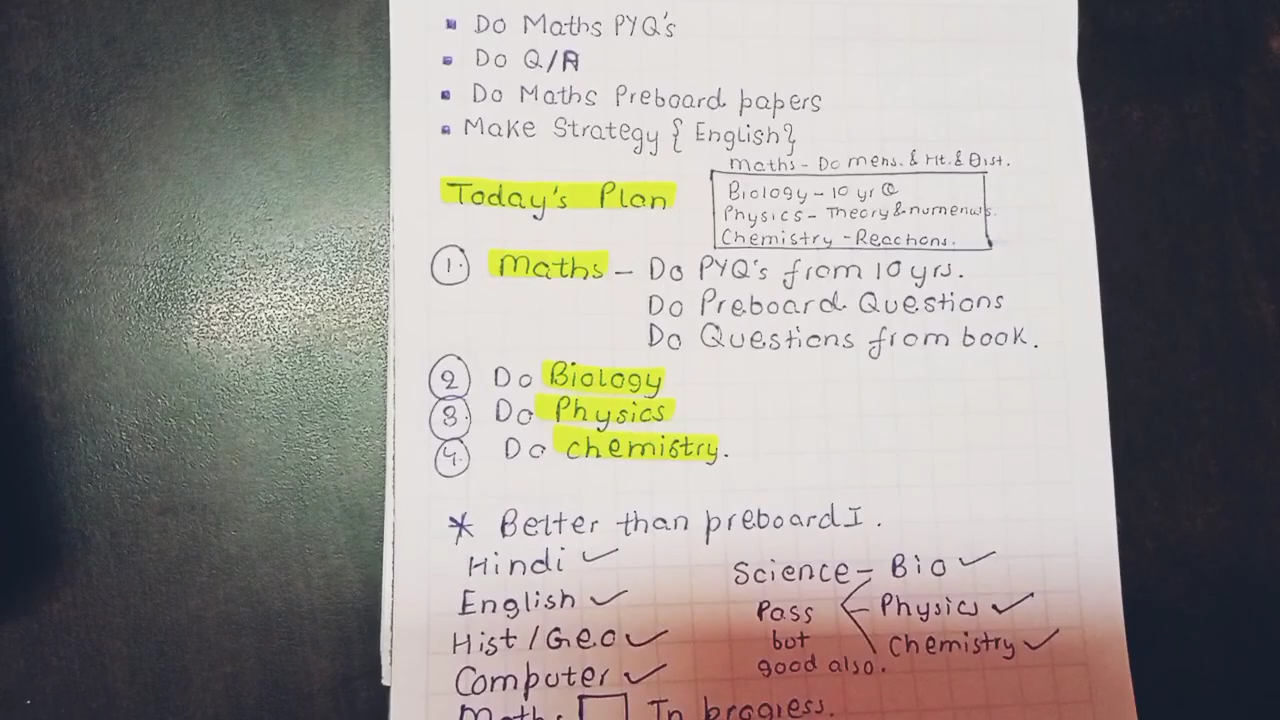 Do Maths PYQ's
Do Q/A
Do Maths Preboard papers
Make Strategy { English}
Maths - Do mens. & Ht. & Dist.
Today's Plan
Biology - 10 yr Q
Physics - Theory & numericals.
Chemistry - Reactions.
1. Maths - Do PYQ's from 10 yrs.
Do Preboard Questions
Do Questions from book.
2 Do Biology
3. Do Physics
4. Do chemistry.
* Better than preboard I.
Hindi ✓
English ✓
Hist / Geo ✓
Computer ✓
Science - Bio ✓
Pass but good also.
Physics ✓
Chemistry ✓
Maths In progress.